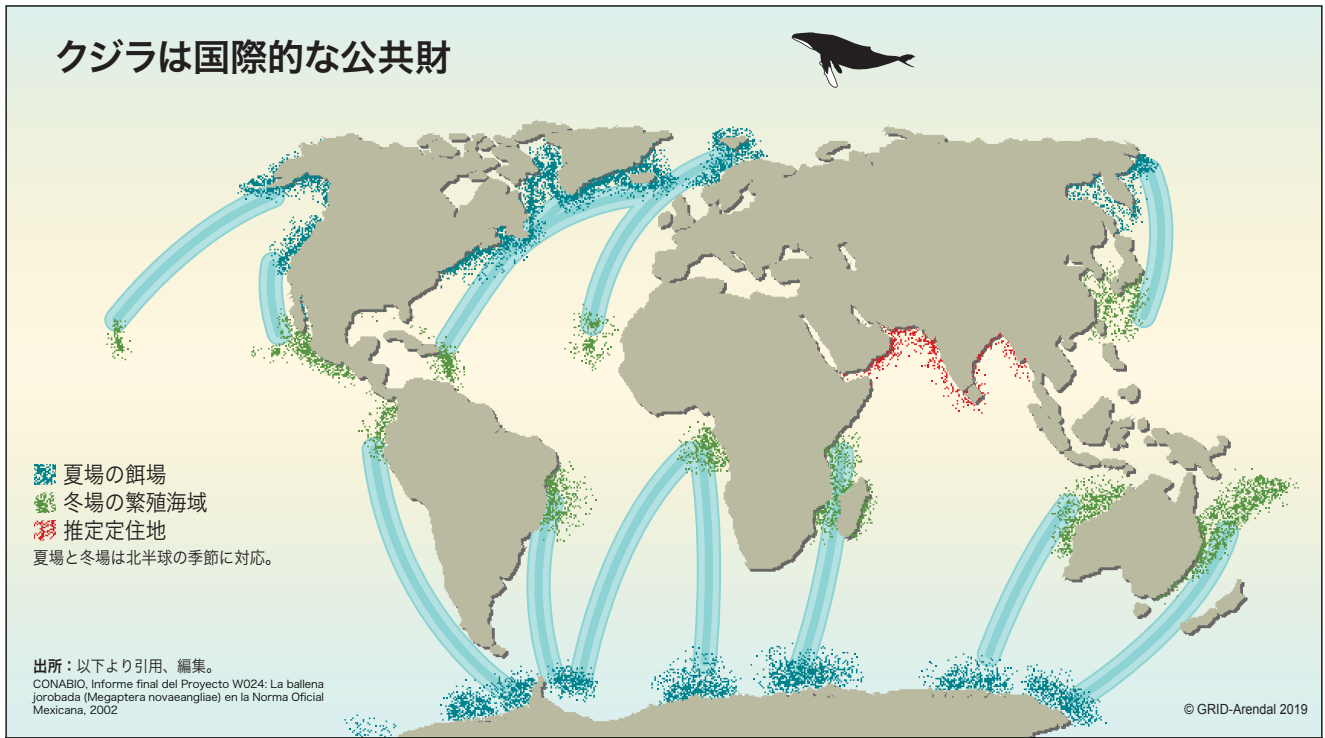 クジラは国際的な公共財
夏場の餌場
冬場の繁殖海域
推定定住地
夏場と冬場は北半球の季節に対応。
出所：以下より引用、編集。
CONABIO, Informe final del Proyecto W024: La ballena
jorobada (Megaptera novaeangliae) en la Norma Oficial
Mexicana, 2002
© GRID-Arendal 2019